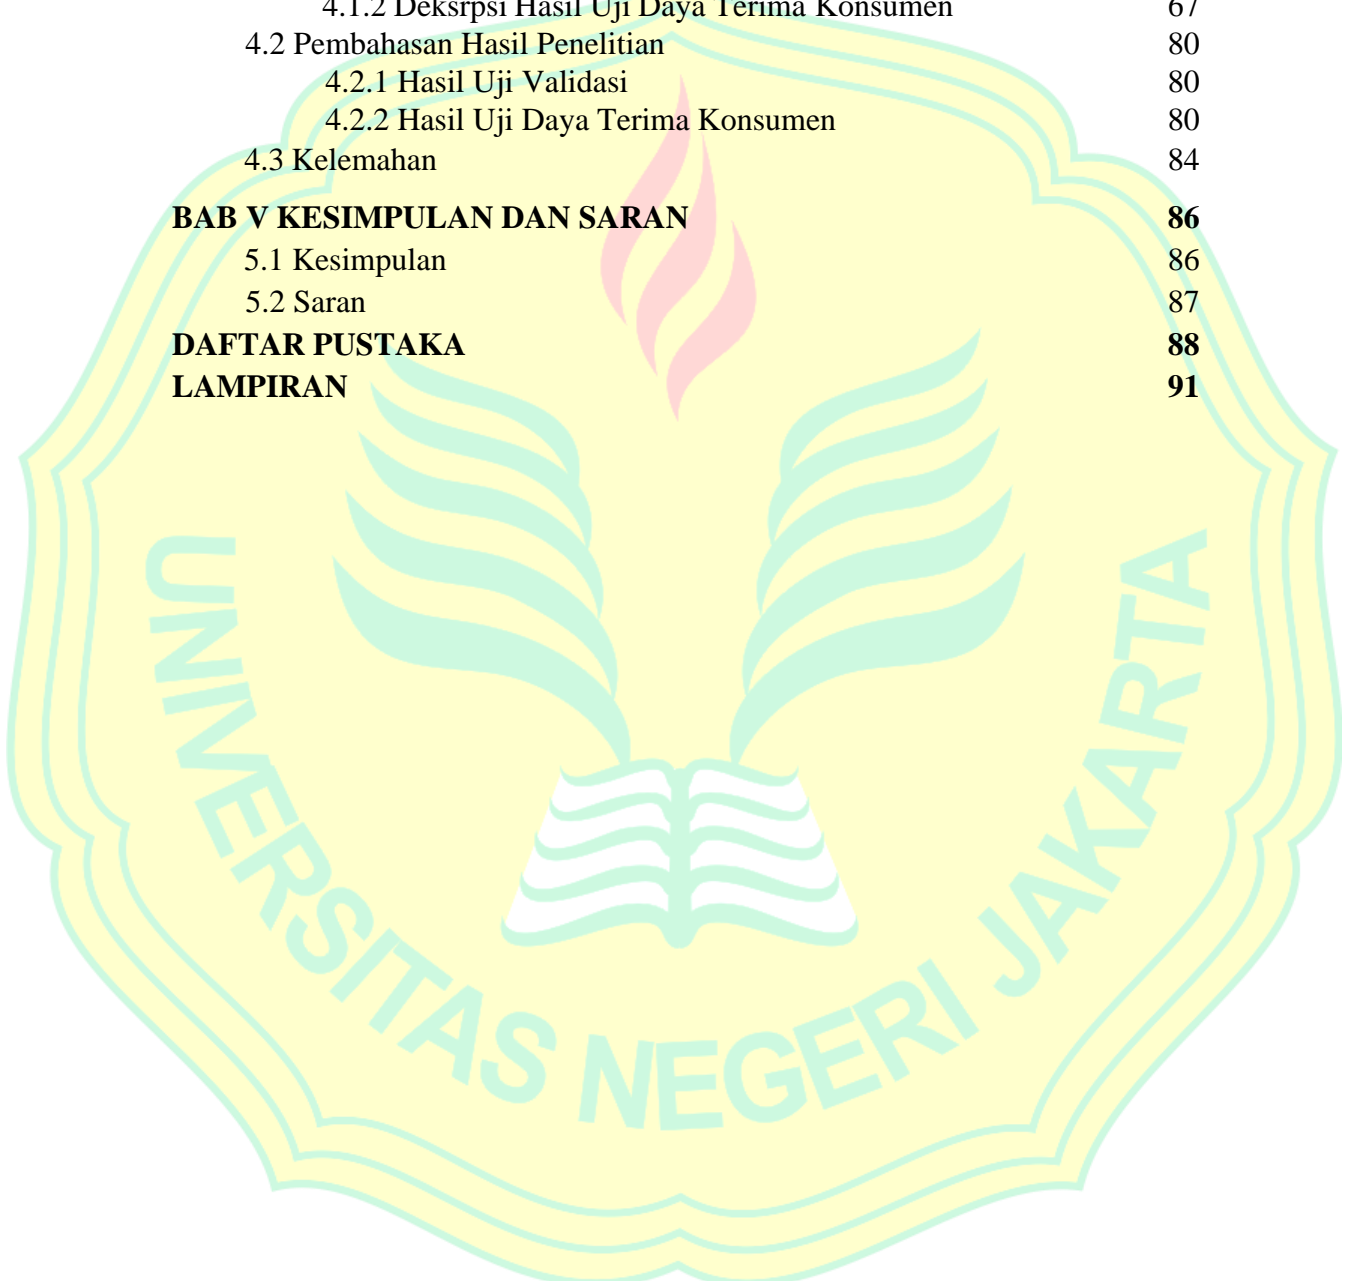 4.1.2 Deksrpsi Hasil Uji Daya Terima Konsumen 67
4.2 Pembahasan Hasil Penelitian 80
4.2.1 Hasil Uji Validasi 80
4.2.2 Hasil Uji Daya Terima Konsumen 80
4.3 Kelemahan 84
BAB V KESIMPULAN DAN SARAN 86
5.1 Kesimpulan 86
5.2 Saran 87
DAFTAR PUSTAKA 88
LAMPIRAN 91
UNIVERSITAS NEGERI JAKARTA